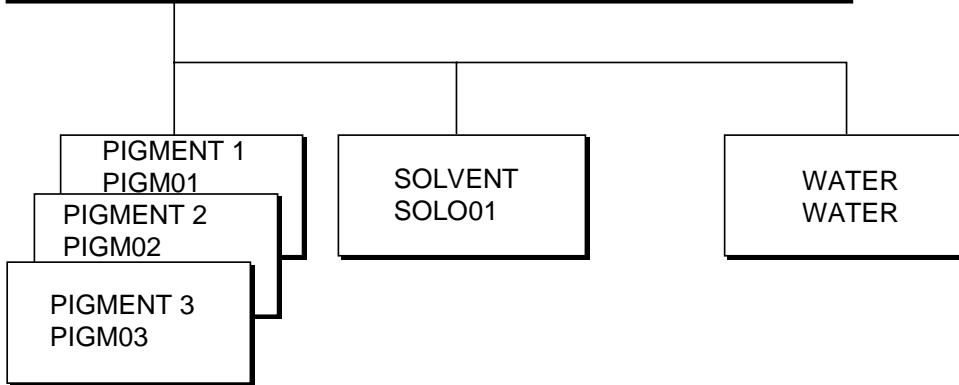 PIGMENT 1
PIGM01
PIGMENT 2
PIGM02
PIGMENT 3
PIGM03
SOLVENT
SOLO01
WATER
WATER